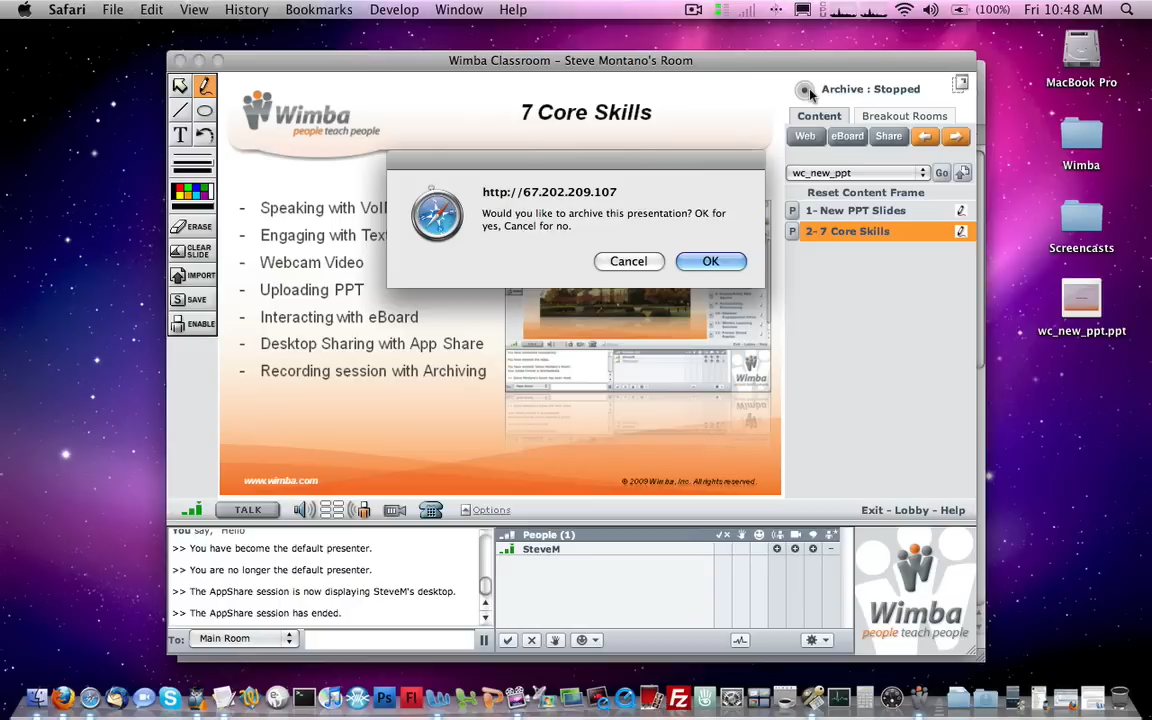 Safari File Edit View History Bookmarks Develop Window Help (100%) Fri 10:48 AM
Wimba Classroom – Steve Montano's Room
Archive : Stopped
Content Breakout Rooms
Web eBoard Share
wc_new_ppt Go
Reset Content Frame
P 1- New PPT Slides
P 2- 7 Core Skills
T
ERASE
CLEAR
SLIDE
IMPORT
S SAVE
ENABLE
Wimba
people teach people
7 Core Skills
- Speaking with VoI
- Engaging with Tex
- Webcam Video
- Uploading PPT
- Interacting with eBoard
- Desktop Sharing with App Share
- Recording session with Archiving
www.wimba.com
© 2009 Wimba, Inc. All rights reserved.
http://67.202.209.107
Would you like to archive this presentation? OK for
yes, Cancel for no.
Cancel OK
TALK Options
Exit – Lobby – Help
You say, "Hello"
>> You have become the default presenter.
>> You are no longer the default presenter.
>> The AppShare session is now displaying SteveM's desktop.
>> The AppShare session has ended.
To: Main Room
People (1)
SteveM
Wimba
people teach people
MacBook Pro
Wimba
Screencasts
wc_new_ppt.ppt